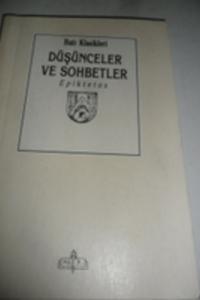 Batı Klasikleri
DÜŞÜNCELER
VE SOHBETLER
Epiktetos